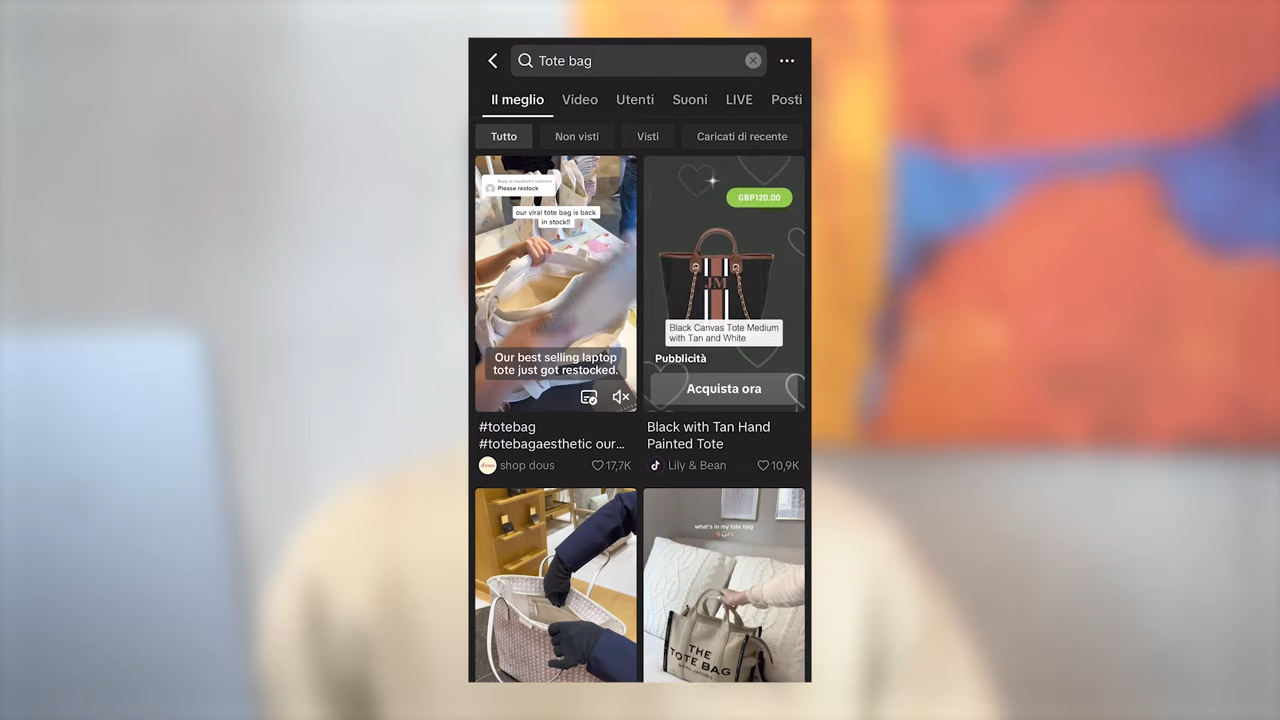 Tote bag
Il meglio
Video
Utenti
Suoni
LIVE
Posti
Tutto
Non visti
Visti
Caricati di recente
Please restock
our viral tote bag is back
in stock!!
Our best selling laptop
tote just got restocked.
#totebag
#totebagaesthetic our...
shop dous
17,7K
GBP120.00
JM
Black Canvas Tote Medium
with Tan and White
Pubblicità
Acquista ora
Black with Tan Hand
Painted Tote
Lily & Bean
10,9K
what's in my tote bag
THE
TOTE BAG